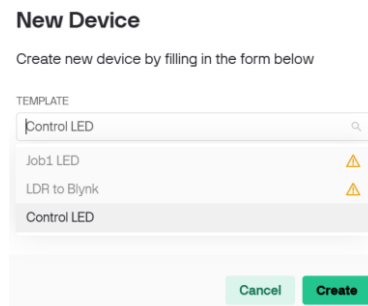 New Device
Create new device by filling in the form below
TEMPLATE
Control LED
Job1 LED
LDR to Blynk
Control LED
Cancel Create